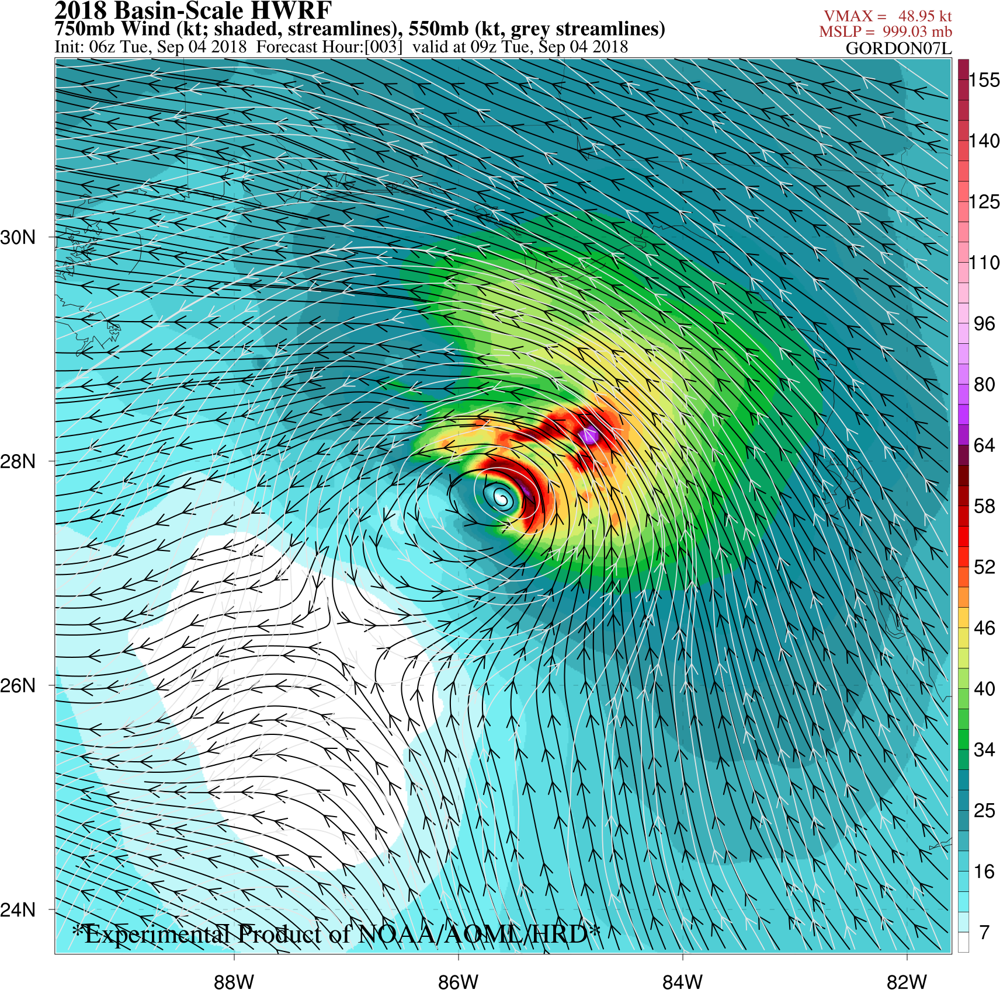 2018 Basin-Scale HWRF
750mb Wind (kt; shaded, streamlines), 550mb (kt, grey streamlines)
Init: 06z Tue, Sep 04 2018 Forecast Hour:[003] valid at 09z Tue, Sep 04 2018
VMAX = 48.95 kt
MSLP = 999.03 mb
GORDON07L
30N
28N
26N
24N
88W
86W
84W
82W
155
140
125
110
96
80
64
58
52
46
40
34
25
16
7
*Experimental Product of NOAA/AOML/HRD*